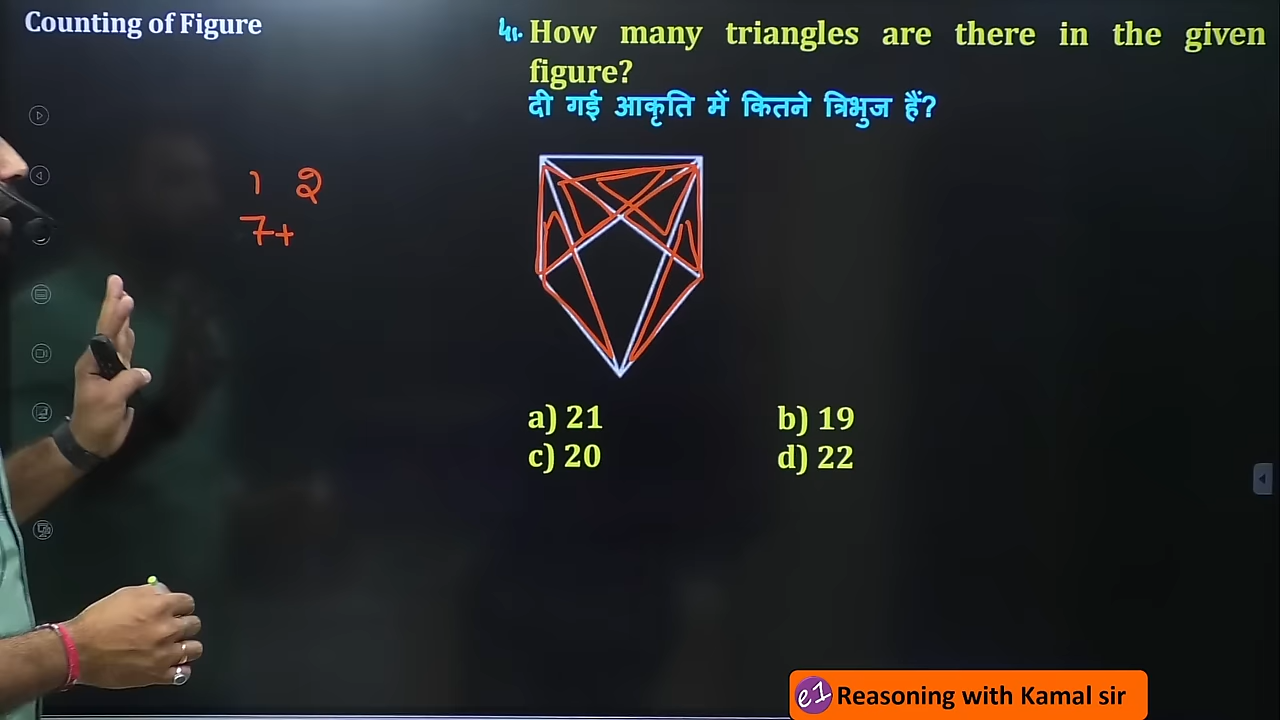 Counting of Figure
41. How many triangles are there in the given
figure?
दी गई आकृति में कितने त्रिभुज हैं?
1 2
7+
a) 21 b) 19
c) 20 d) 22
e1 Reasoning with Kamal sir